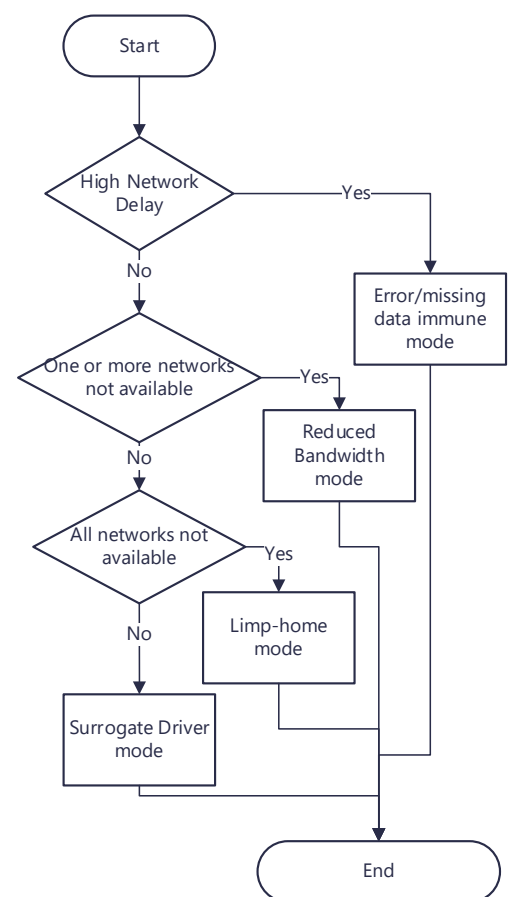 Start
High Network
Delay
Yes
No
Error/missing
data immune
mode
One or more networks
not available
Yes
No
Reduced
Bandwidth
mode
All networks not
available
Yes
No
Limp-home
mode
Surrogate Driver
mode
End